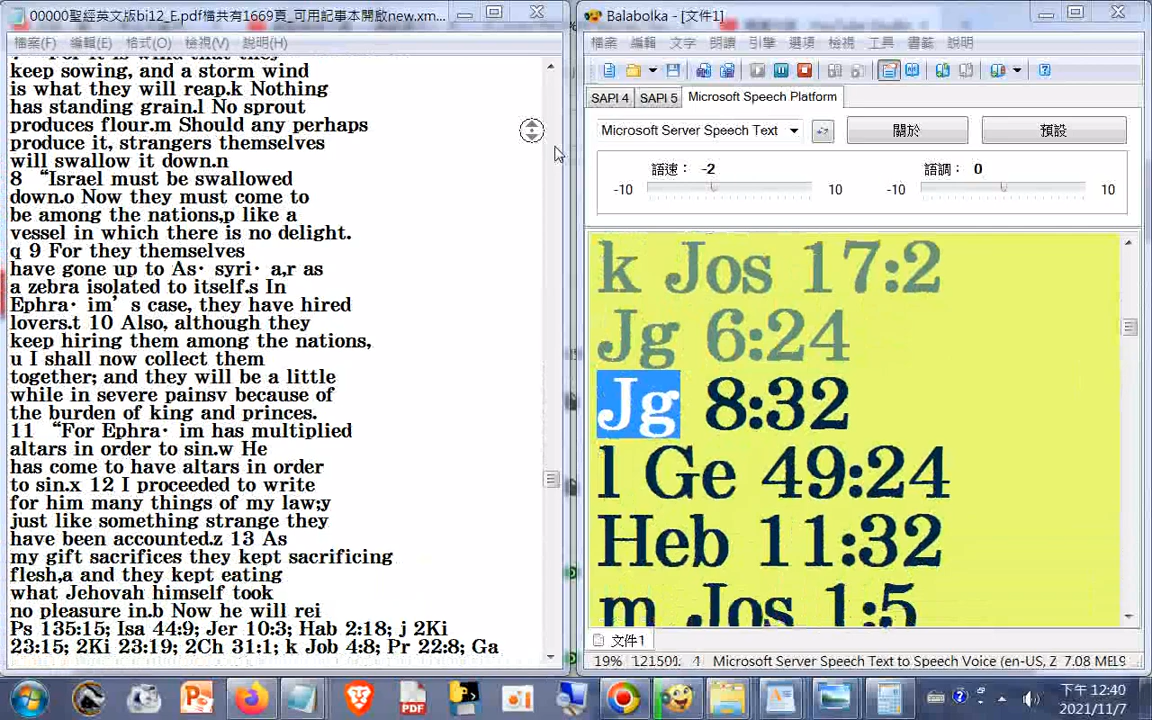 00000聖經英文版bi12_E.pdf檔共有1669頁_可用記事本開啟new.xm...
檔案(F) 編輯(E) 格式(O) 檢視(V) 說明(H)
keep sowing, and a storm wind
is what they will reap.k Nothing
has standing grain.l No sprout
produces flour.m Should any perhaps
produce it, strangers themselves
will swallow it down.n
8 “Israel must be swallowed
down.o Now they must come to
be among the nations,p like a
vessel in which there is no delight.
q 9 For they themselves
have gone up to As· syri· a,r as
a zebra isolated to itself.s In
Ephra· im’ s case, they have hired
lovers.t 10 Also, although they
keep hiring them among the nations,
u I shall now collect them
together; and they will be a little
while in severe painsv because of
the burden of king and princes.
11 “For Ephra· im has multiplied
altars in order to sin.w He
has come to have altars in order
to sin.x 12 I proceeded to write
for him many things of my law;y
just like something strange they
have been accounted.z 13 As
my gift sacrifices they kept sacrificing
flesh,a and they kept eating
what Jehovah himself took
no pleasure in.b Now he will rei
Ps 135:15; Isa 44:9; Jer 10:3; Hab 2:18; j 2Ki
23:15; 2Ki 23:19; 2Ch 31:1; k Job 4:8; Pr 22:8; Ga
Balabolka - [文件1]
檔案 編輯 文字 朗讀 引擎 選項 檢視 工具 書籤 說明
SAPI 4 SAPI 5 Microsoft Speech Platform
Microsoft Server Speech Text 關於 預設
語速： -2 語調： 0
-10 10 -10 10
k Jos 17:2
Jg 6:24
Jg 8:32
l Ge 49:24
Heb 11:32
m Jos 1:5
文件1
19% Microsoft Server Speech Text to Speech Voice (en-US, Z 7.08 ME
PDF
下午 12:40
2021/11/7